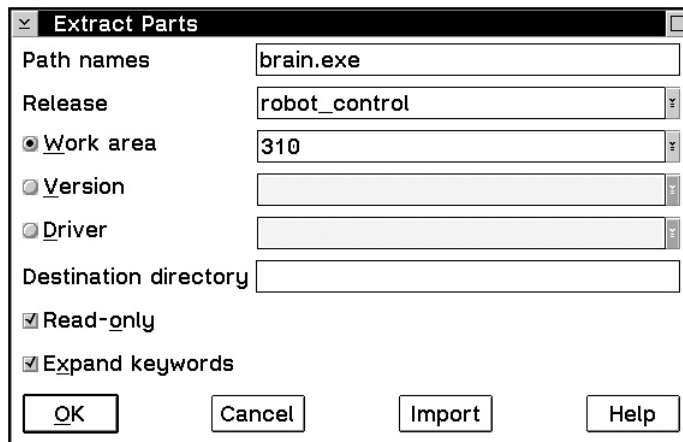 Extract Parts
Path names brain.exe
Release robot_control
Work area 310
Version
Driver
Destination directory
Read-only
Expand keywords
OK Cancel Import Help